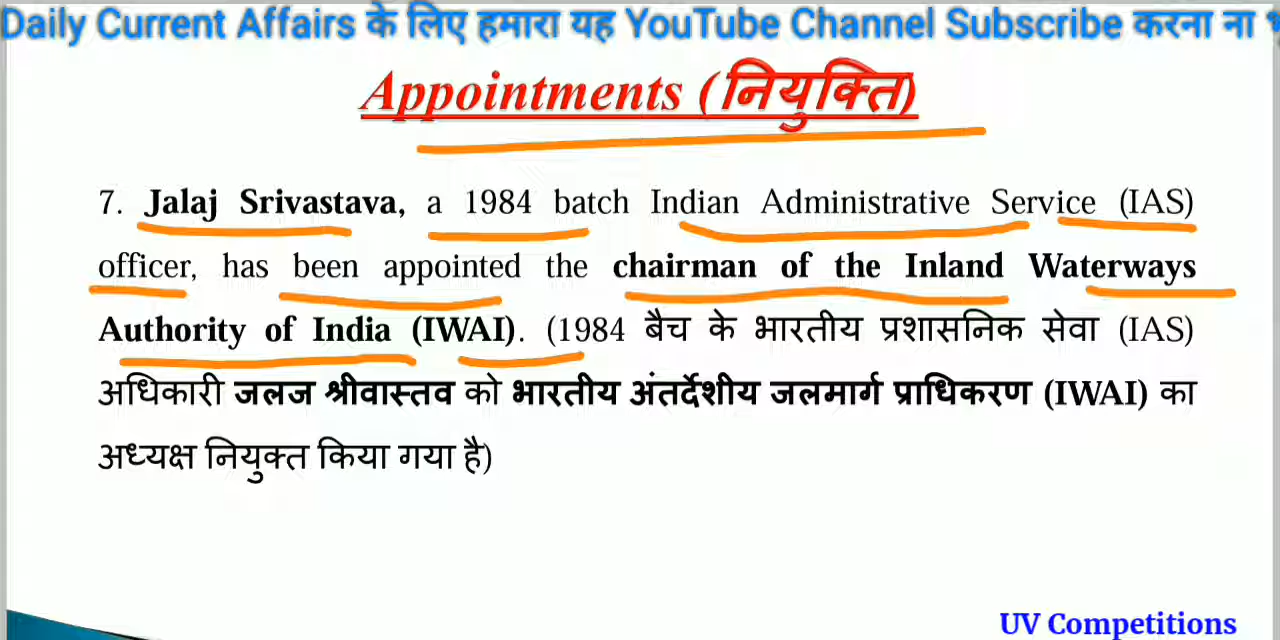 Daily Current Affairs के लिए हमारा यह YouTube Channel Subscribe करना ना
Appointments (नियुक्ति)
7. Jalaj Srivastava, a 1984 batch Indian Administrative Service (IAS)
officer, has been appointed the chairman of the Inland Waterways
Authority of India (IWAI). (1984 बैच के भारतीय प्रशासनिक सेवा (IAS)
अधिकारी जलज श्रीवास्तव को भारतीय अंतर्देशीय जलमार्ग प्राधिकरण (IWAI) का
अध्यक्ष नियुक्त किया गया है)
UV Competitions